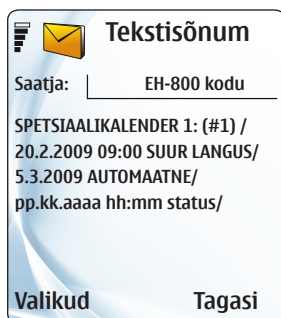 Tekstisõnum
Saatja: EH-800 kodu
SPETSIAALIKALENDER 1: (#1) /
20.2.2009 09:00 SUUR LANGUS/
5.3.2009 AUTOMAATNE/
pp.kk.aaaa hh:mm status/
Valikud Tagasi